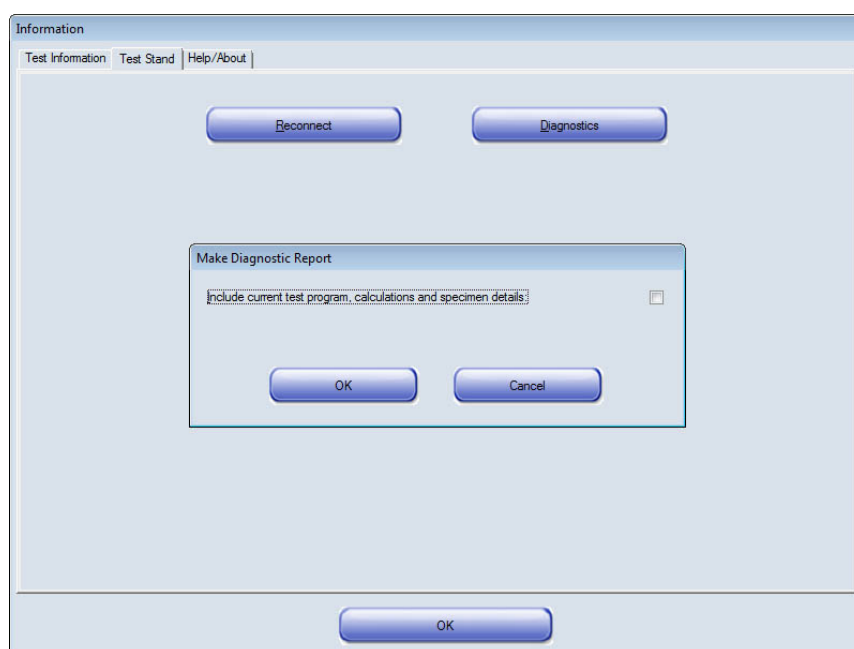 Information
Test Information Test Stand Help/About
Reconnect Diagnostics
Make Diagnostic Report
Include current test program, calculations and specimen details:
OK Cancel
OK